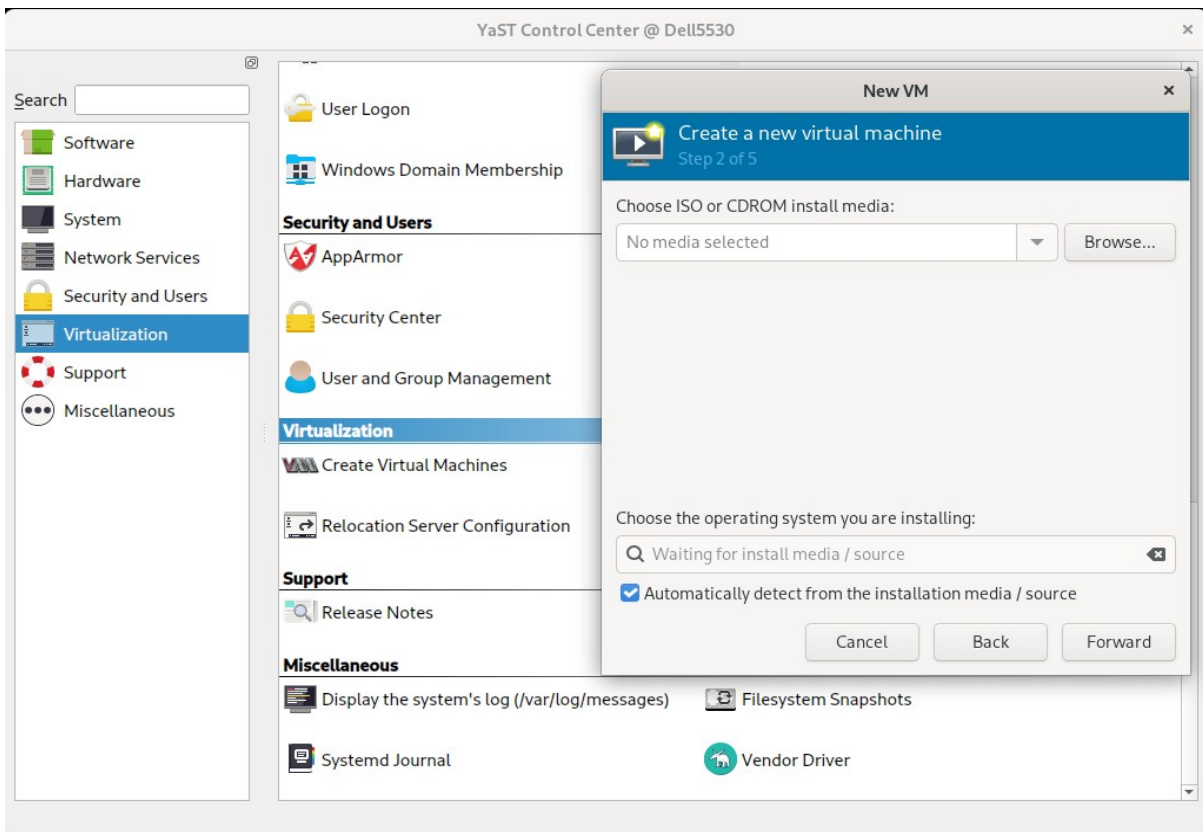 YaST Control Center @ Dell5530
Search
Software
Hardware
System
Network Services
Security and Users
Virtualization
Support
Miscellaneous
User Logon
Windows Domain Membership
Security and Users
AppArmor
Security Center
User and Group Management
Virtualization
Create Virtual Machines
Relocation Server Configuration
Support
Release Notes
Miscellaneous
Display the system's log (/var/log/messages)
Filesystem Snapshots
Systemd Journal
Vendor Driver
New VM
Create a new virtual machine
Step 2 of 5
Choose ISO or CDROM install media:
No media selected
Browse...
Choose the operating system you are installing:
Waiting for install media / source
Automatically detect from the installation media / source
Cancel
Back
Forward